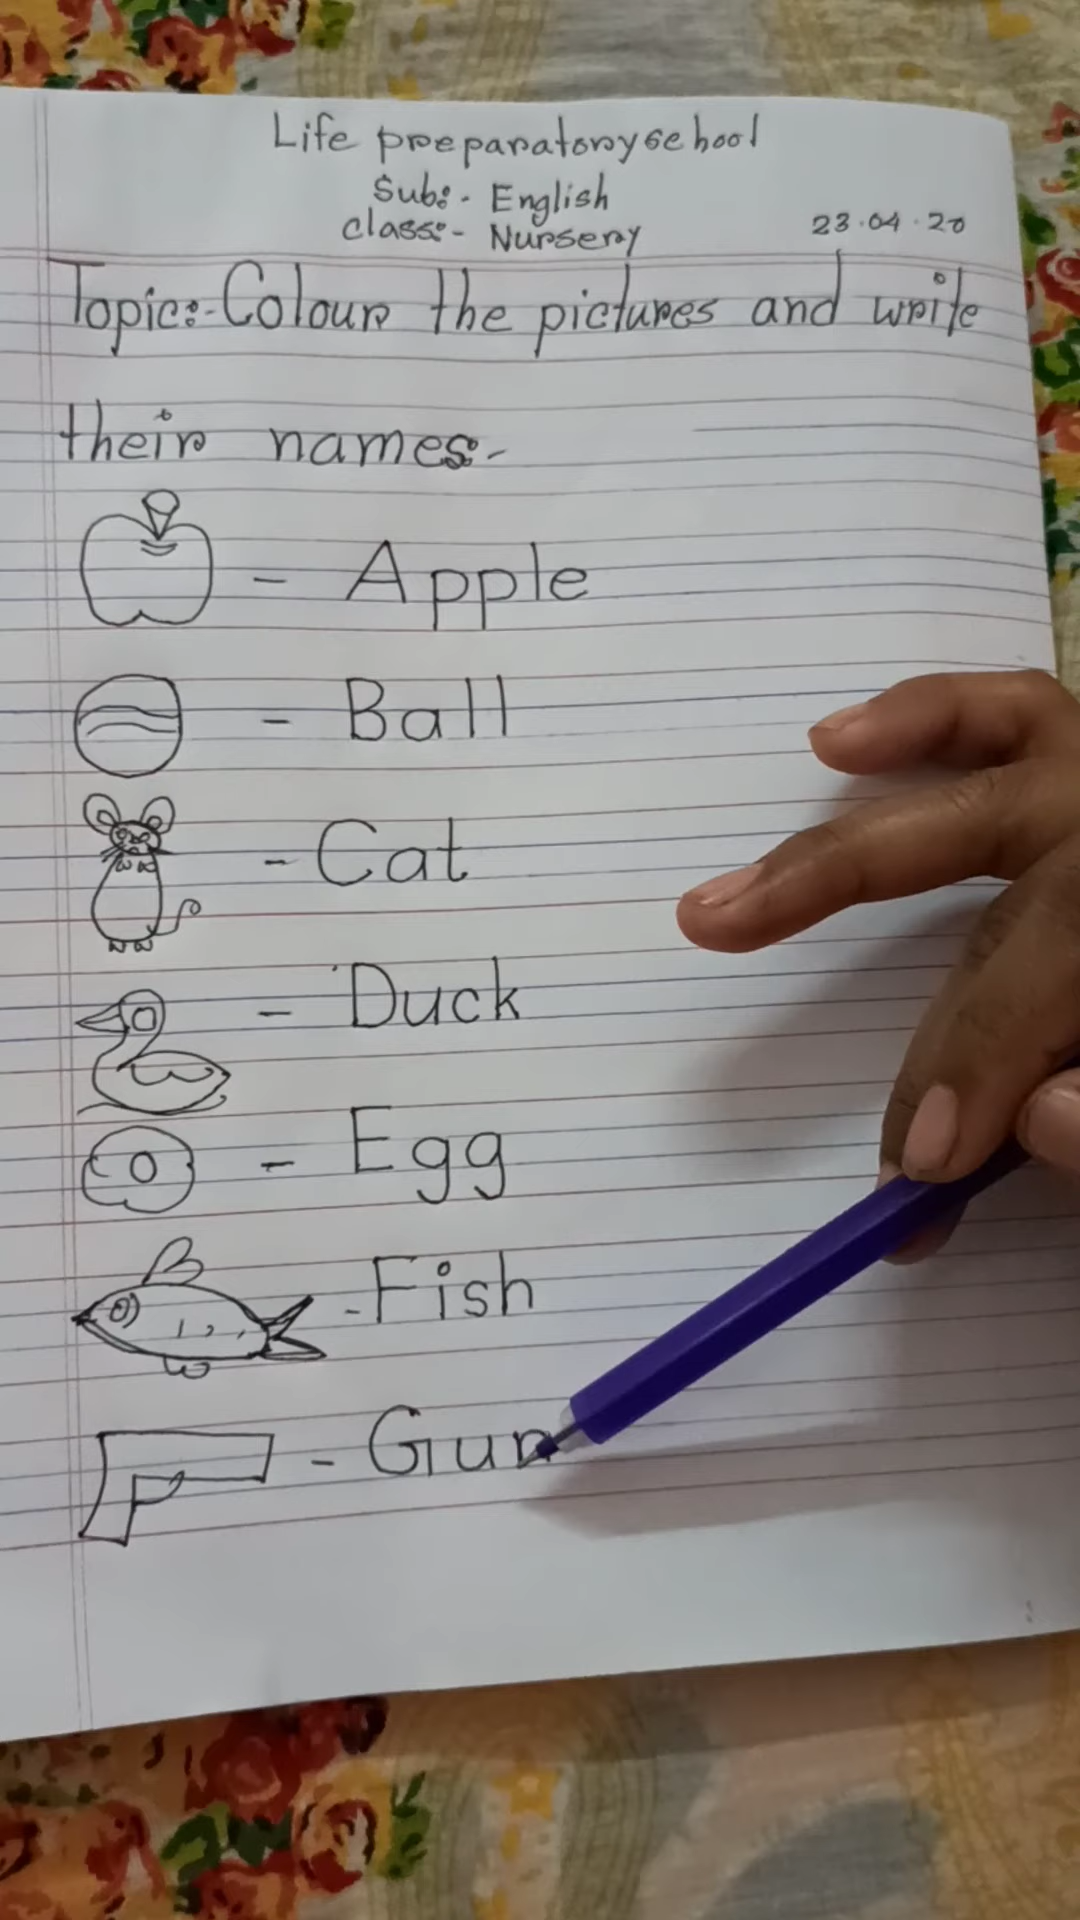 Life preparatory school
Sub:- English
class:- Nursery 23.04.20
Topic:- Colour the pictures and write
their names:-
- Apple
- Ball
- Cat
- Duck
- Egg
- Fish
- Gun